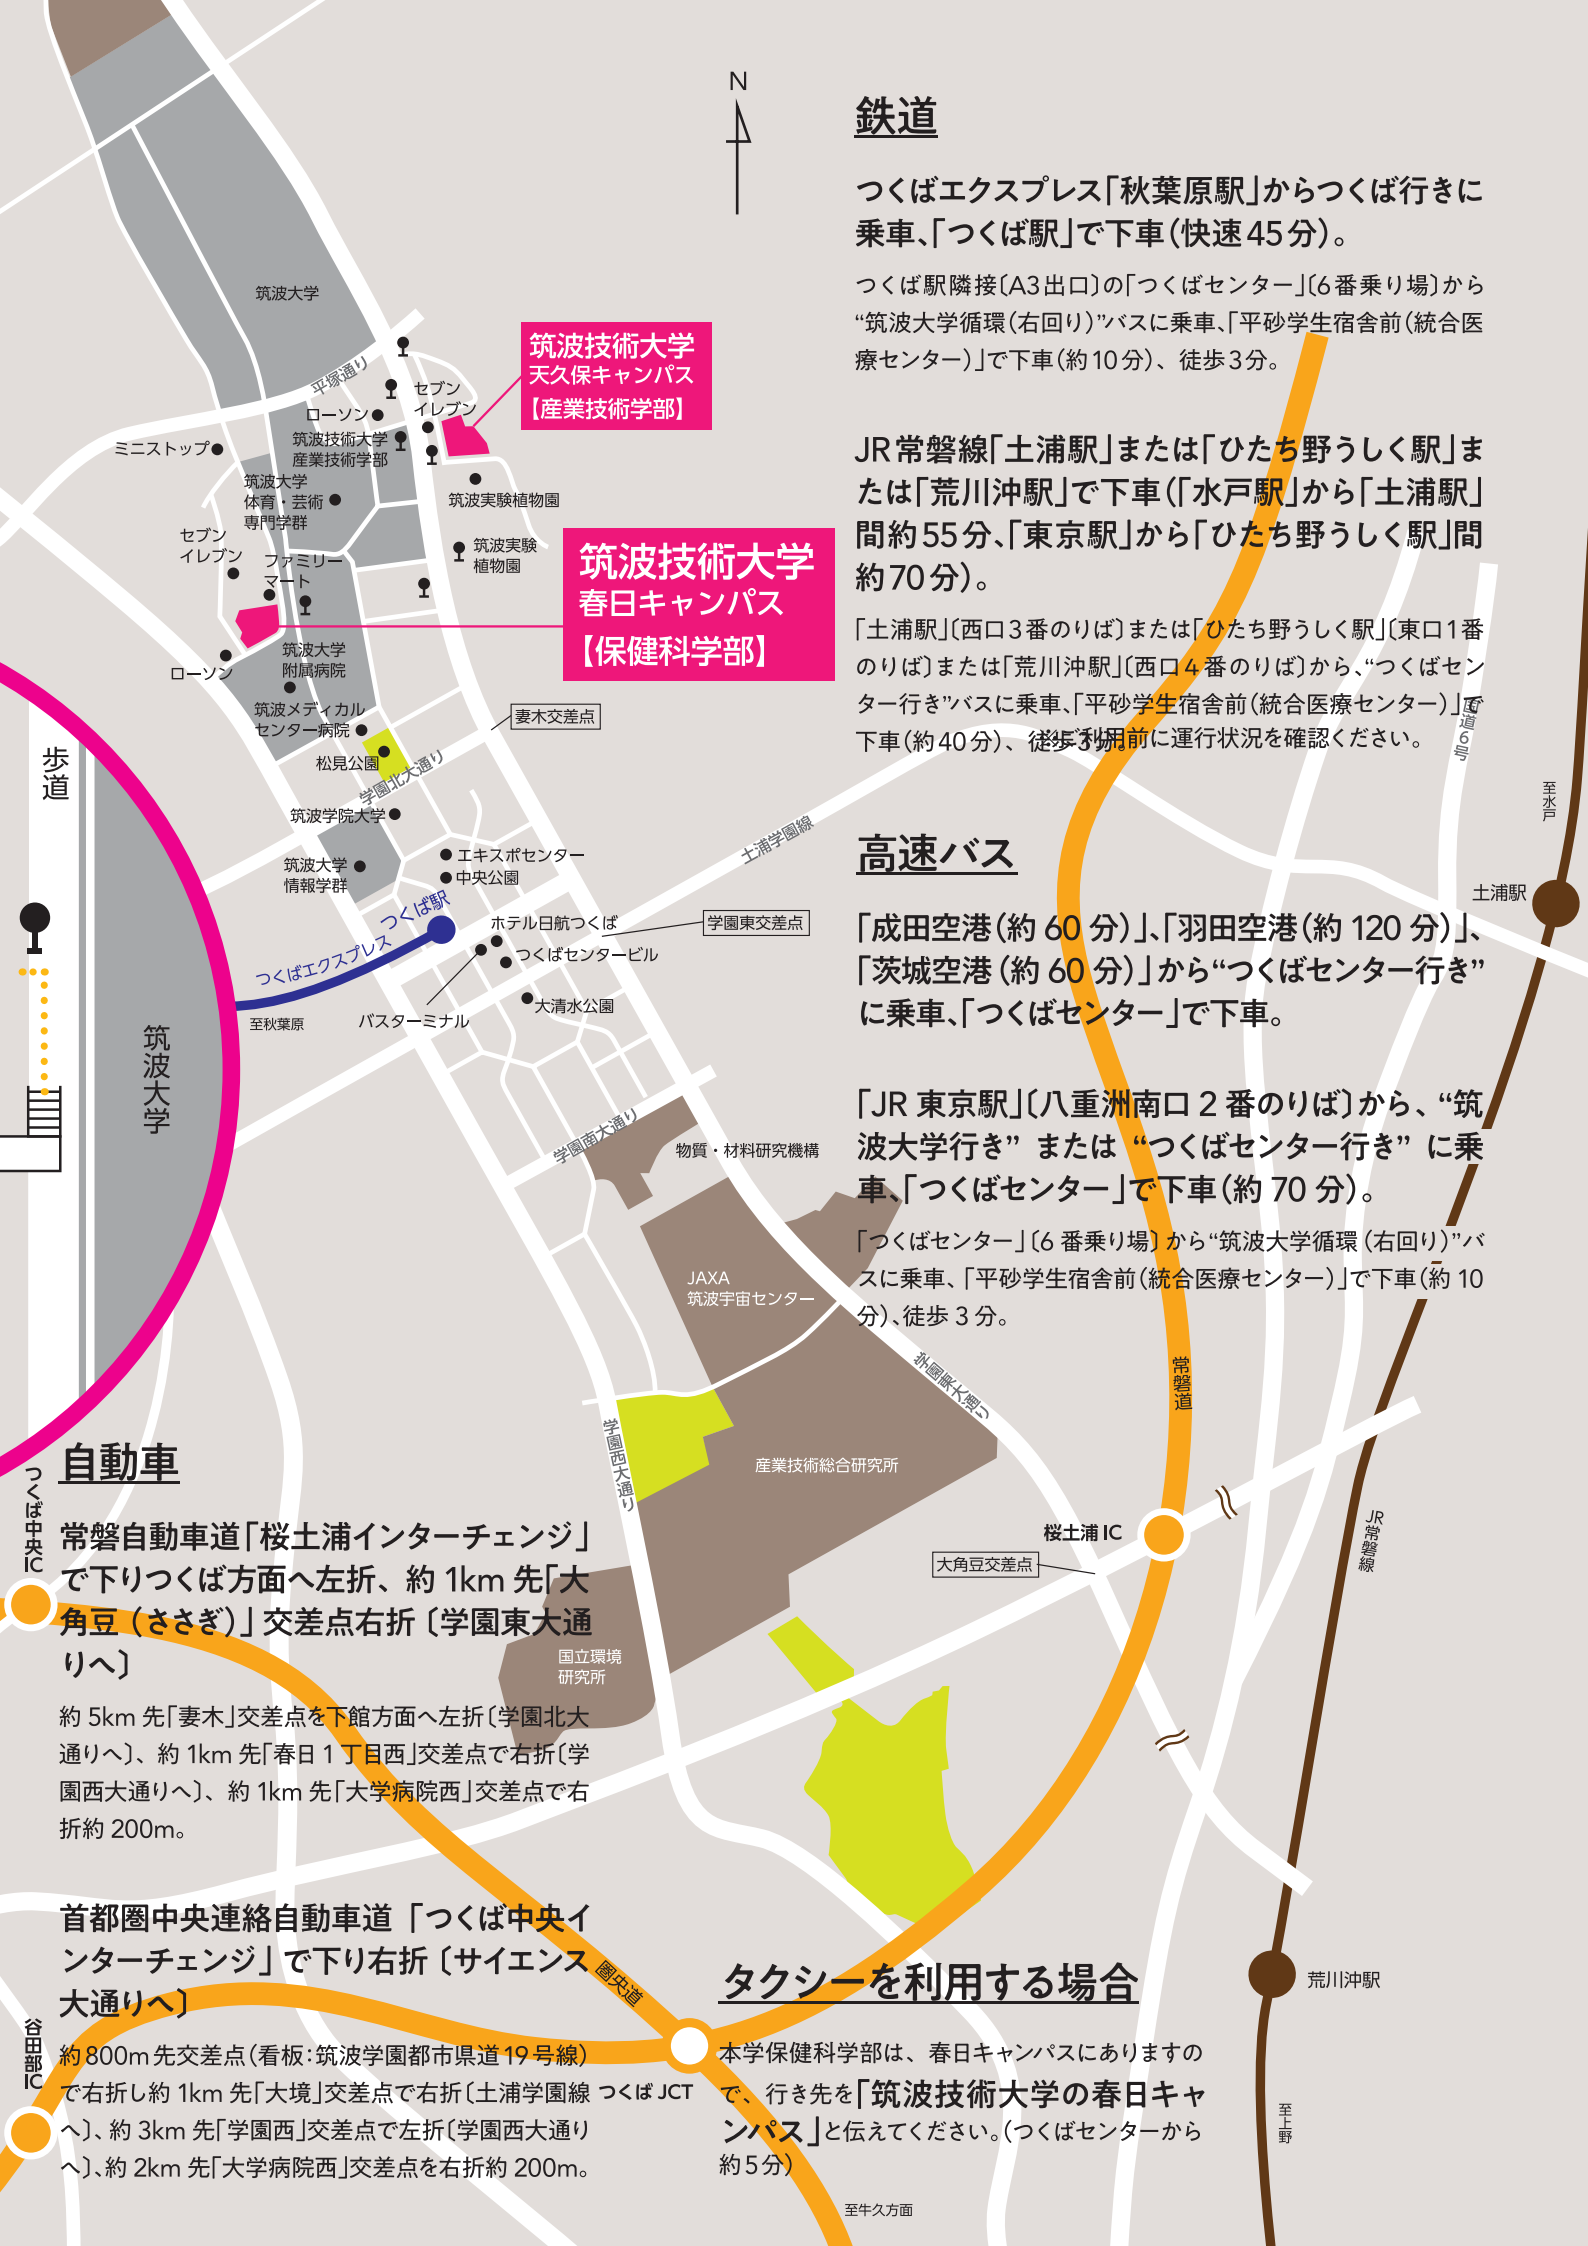 N
鉄道
つくばエクスプレス「秋葉原駅」からつくば行きに
乗車、「つくば駅」で下車(快速45分)。
つくば駅隣接〔A3出口〕の「つくばセンター」〔6番乗り場〕から
“筑波大学循環(右回り)”バスに乗車、「平砂学生宿舎前(統合医
療センター)」で下車(約10分)、徒歩3分。
JR常磐線「土浦駅」または「ひたち野うしく駅」ま
たは「荒川沖駅」で下車(「水戸駅」から「土浦駅」
間約55分、「東京駅」から「ひたち野うしく駅」間
約70分)。
「土浦駅」〔西口3番のりば〕または「ひたち野うしく駅」〔東口1番
のりば〕または「荒川沖駅」〔西口4番のりば〕から、“つくばセン
ター行き”バスに乗車、「平砂学生宿舎前(統合医療センター)」で
下車(約40分)、徒歩3分。
※ご利用前に運行状況を確認ください。
高速バス
「成田空港(約 60 分)」、「羽田空港(約 120 分)」、
「茨城空港(約 60 分)」から“つくばセンター行き”
に乗車、「つくばセンター」で下車。
「JR 東京駅」〔八重洲南口 2 番のりば〕から、“筑
波大学行き” または “つくばセンター行き” に乗
車、「つくばセンター」で下車(約 70 分)。
「つくばセンター」〔6 番乗り場〕から“筑波大学循環(右回り)”バ
スに乗車、「平砂学生宿舎前(統合医療センター)」で下車(約 10
分)、徒歩 3 分。
筑波大学
平塚通り
筑波技術大学
天久保キャンパス
【産業技術学部】
セブン
イレブン
ローソン
筑波技術大学
産業技術学部
ミニストップ
筑波大学
体育・芸術
専門学群
筑波実験植物園
セブン
イレブン
ファミリー
マート
筑波実験
植物園
筑波技術大学
春日キャンパス
【保健科学部】
筑波大学
附属病院
ローソン
筑波メディカル
センター病院
妻木交差点
松見公園
学園北大通り
歩道
筑波学院大学
土浦学園線
国道6号
至水戸
エキスポセンター
中央公園
筑波大学
情報学群
土浦駅
つくば駅
つくばエクスプレス
ホテル日航つくば
学園東交差点
つくばセンタービル
大清水公園
至秋葉原
バスターミナル
筑波大学
学園南大通り
物質・材料研究機構
JAXA
筑波宇宙センター
学園東大通り
常磐道
学園西大通り
産業技術総合研究所
桜土浦 IC
大角豆交差点
JR常磐線
国立環境
研究所
つくば中央IC
自動車
常磐自動車道「桜土浦インターチェンジ」
で下りつくば方面へ左折、約 1km 先「大
角豆(ささぎ)」交差点右折〔学園東大通
りへ〕
約 5km 先「妻木」交差点を下館方面へ左折〔学園北大
通りへ〕、約 1km 先「春日 1 丁目西」交差点で右折〔学
園西大通りへ〕、約 1km 先「大学病院西」交差点で右
折約 200m。
首都圏中央連絡自動車道「つくば中央イ
ンターチェンジ」で下り右折〔サイエンス
大通りへ〕
約800m先交差点(看板:筑波学園都市県道19号線)
で右折し約 1km 先「大境」交差点で右折〔土浦学園線
へ〕、約 3km 先「学園西」交差点で左折〔学園西大通り
へ〕、約 2km 先「大学病院西」交差点を右折約 200m。
谷田部IC
圏央道
つくば JCT
タクシーを利用する場合
本学保健科学部は、春日キャンパスにありますの
で、行き先を「筑波技術大学の春日キャ
ンパス」と伝えてください。(つくばセンターから
約5分)
荒川沖駅
至上野
至牛久方面